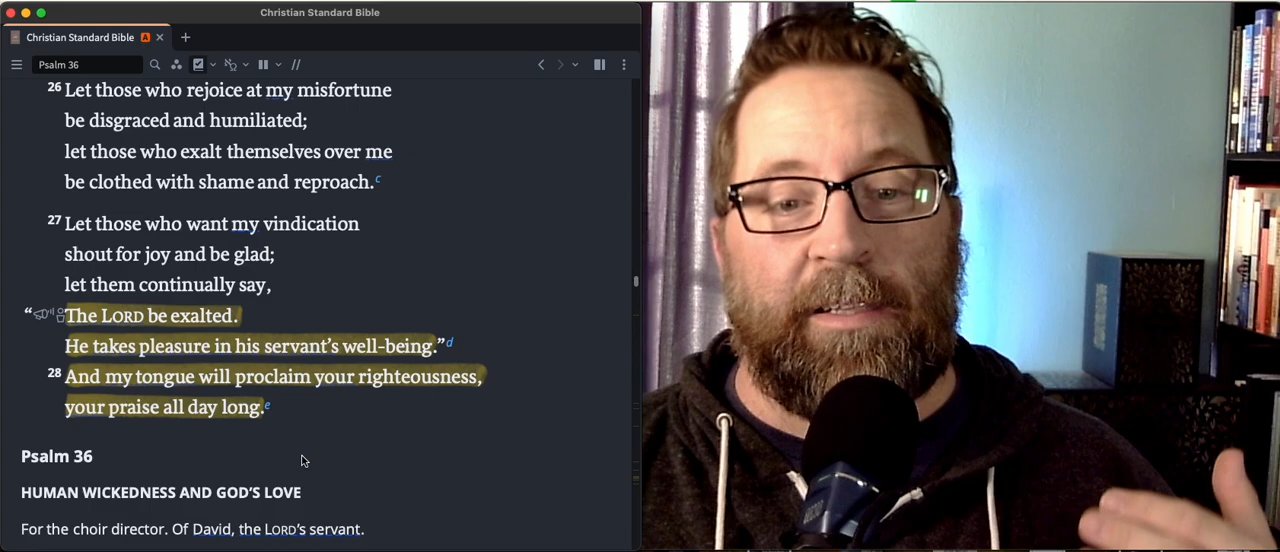 Christian Standard Bible
Christian Standard Bible A
Psalm 36
26 Let those who rejoice at my misfortune
be disgraced and humiliated;
let those who exalt themselves over me
be clothed with shame and reproach.c
27 Let those who want my vindication
shout for joy and be glad;
let them continually say,
“The LORD be exalted.
He takes pleasure in his servant’s well-being.”d
28 And my tongue will proclaim your righteousness,
your praise all day long.e
Psalm 36
HUMAN WICKEDNESS AND GOD’S LOVE
For the choir director. Of David, the LORD’s servant.